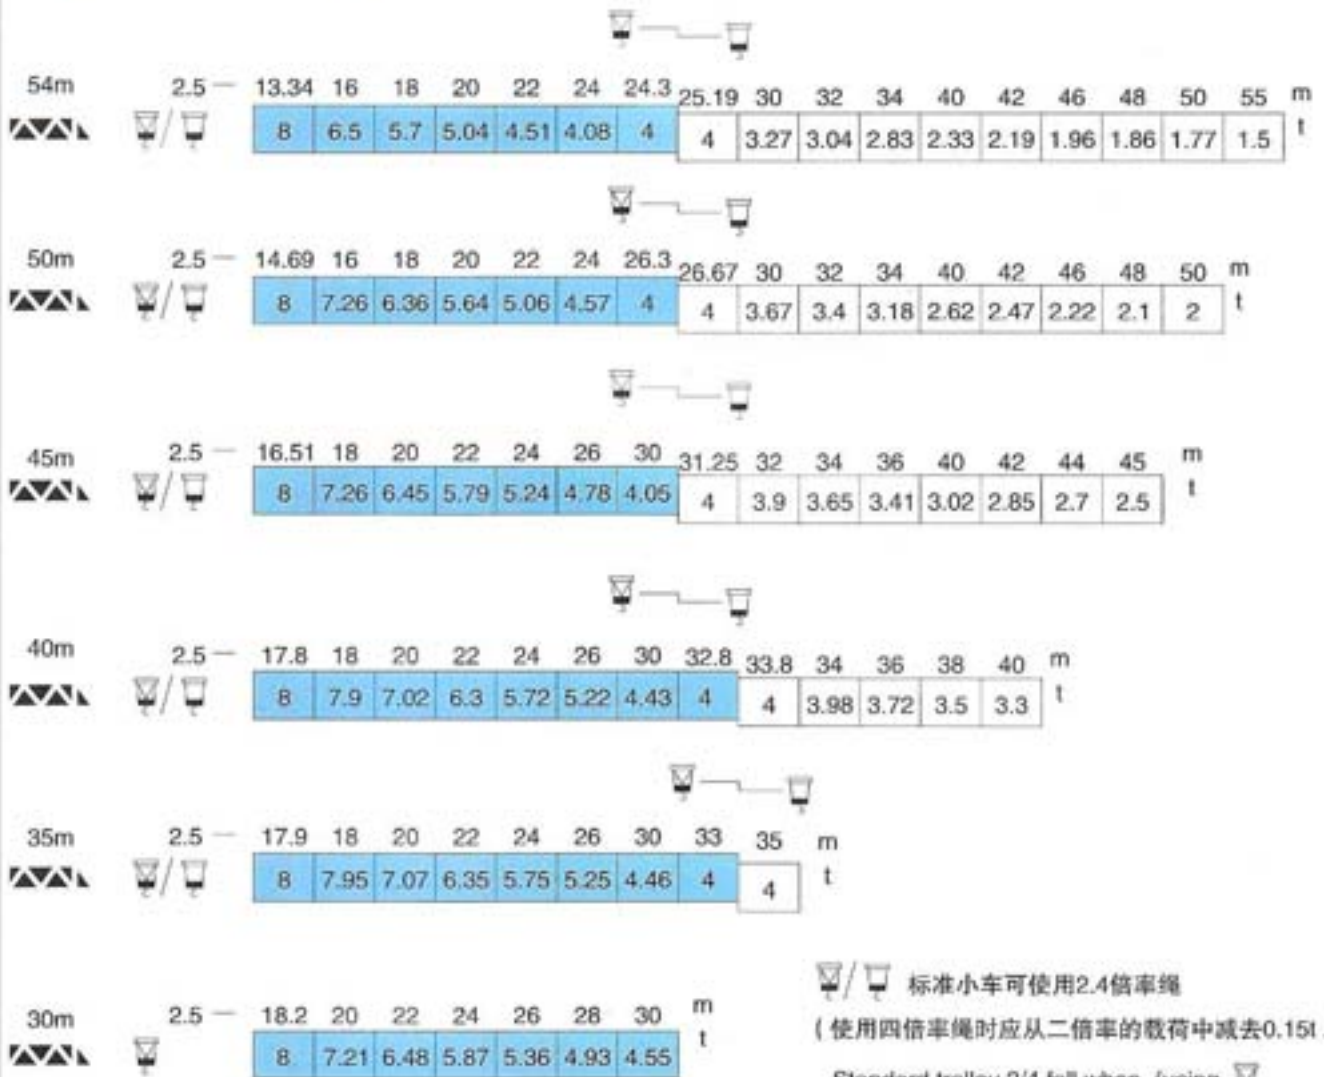 54m 2.5 — 13.34 16 18 20 22 24 24.3 25.19 30 32 34 40 42 46 48 50 55 m
8 6.5 5.7 5.04 4.51 4.08 4 4 3.27 3.04 2.83 2.33 2.19 1.96 1.86 1.77 1.5 t
50m 2.5 — 14.69 16 18 20 22 24 26.3 26.67 30 32 34 40 42 46 48 50 m
8 7.26 6.36 5.64 5.06 4.57 4 4 3.67 3.4 3.18 2.62 2.47 2.22 2.1 2 t
45m 2.5 — 16.51 18 20 22 24 26 30 31.25 32 34 36 40 42 44 45 m
8 7.26 6.45 5.79 5.24 4.78 4.05 4 3.9 3.65 3.41 3.02 2.85 2.7 2.5 t
40m 2.5 — 17.8 18 20 22 24 26 30 32.8 33.8 34 36 38 40 m
8 7.9 7.02 6.3 5.72 5.22 4.43 4 4 3.98 3.72 3.5 3.3 t
35m 2.5 — 17.9 18 20 22 24 26 30 33 35 m
8 7.95 7.07 6.35 5.75 5.25 4.46 4 4 t
30m 2.5 — 18.2 20 22 24 26 28 30 m
8 7.21 6.48 5.87 5.36 4.93 4.55 t
标准小车可使用2.4倍率绳
(使用四倍率绳时应从二倍率的载荷中减去0.15t
Standard trolley 2/4 fall when